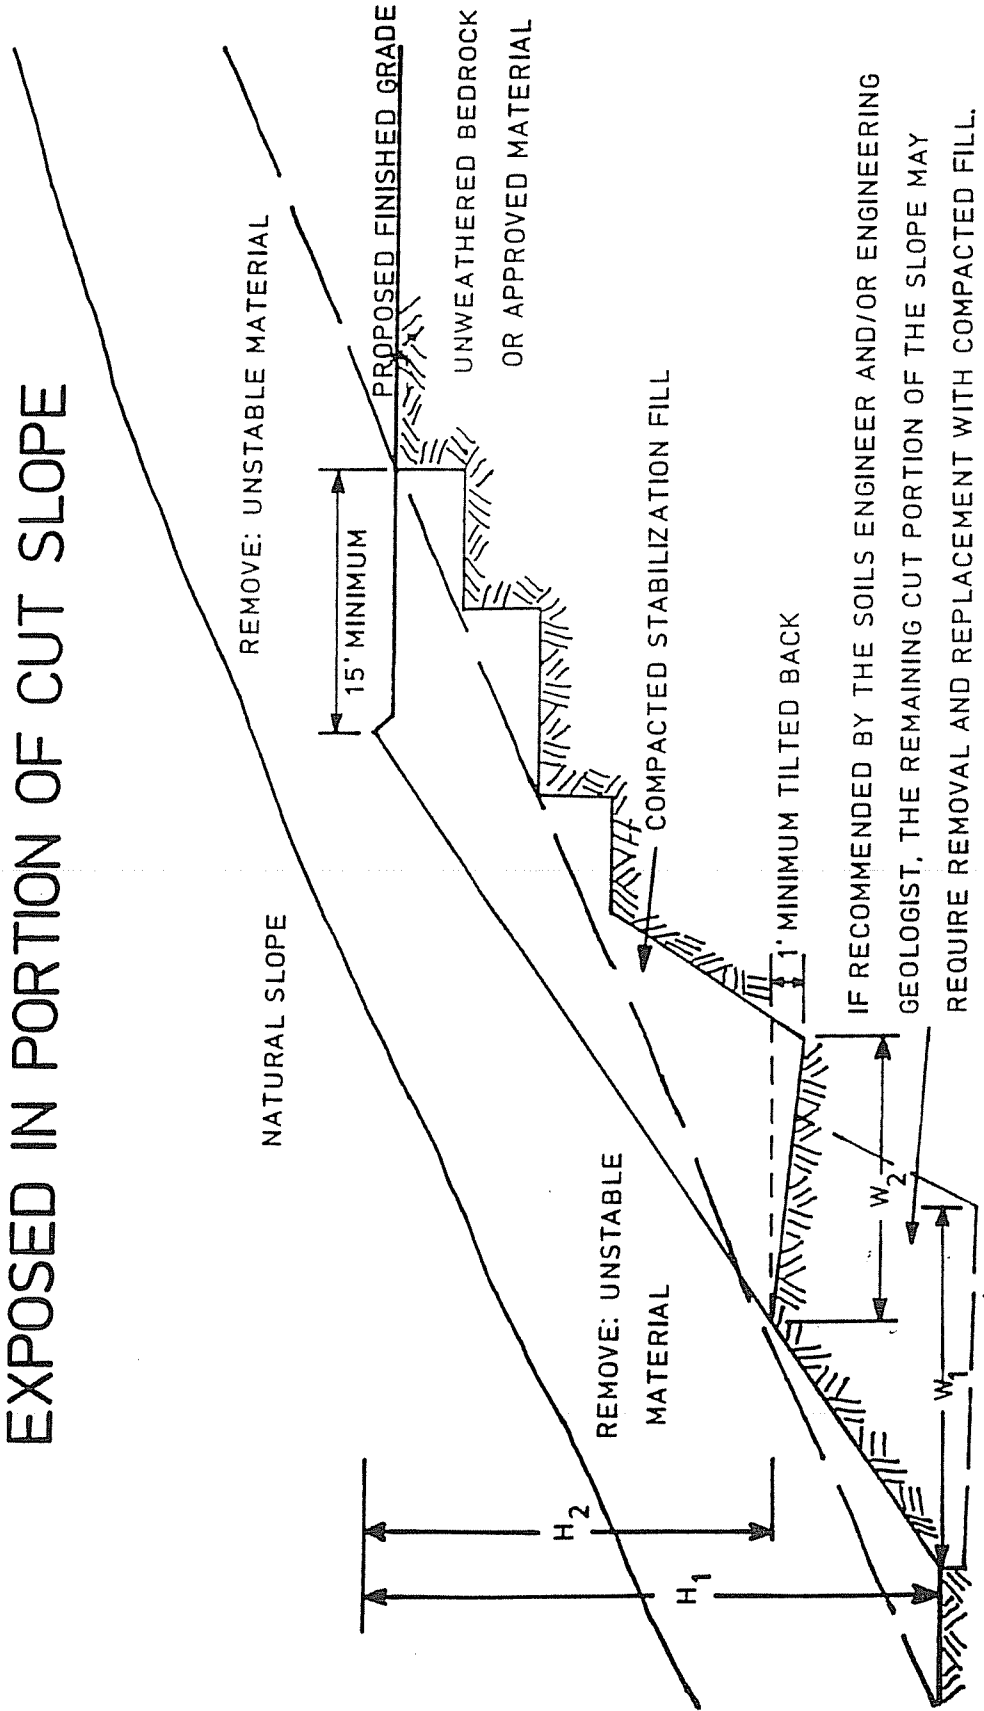 EXPOSED IN PORTION OF CUT SLOPE
NATURAL SLOPE
REMOVE: UNSTABLE MATERIAL
15' MINIMUM
PROPOSED FINISHED GRADE
UNWEATHERED BEDROCK
OR APPROVED MATERIAL
REMOVE: UNSTABLE
MATERIAL
H2
H1
COMPACTED STABILIZATION FILL
1' MINIMUM TILTED BACK
W2
W1
IF RECOMMENDED BY THE SOILS ENGINEER AND/OR ENGINEERING
GEOLOGIST, THE REMAINING CUT PORTION OF THE SLOPE MAY
REQUIRE REMOVAL AND REPLACEMENT WITH COMPACTED FILL.